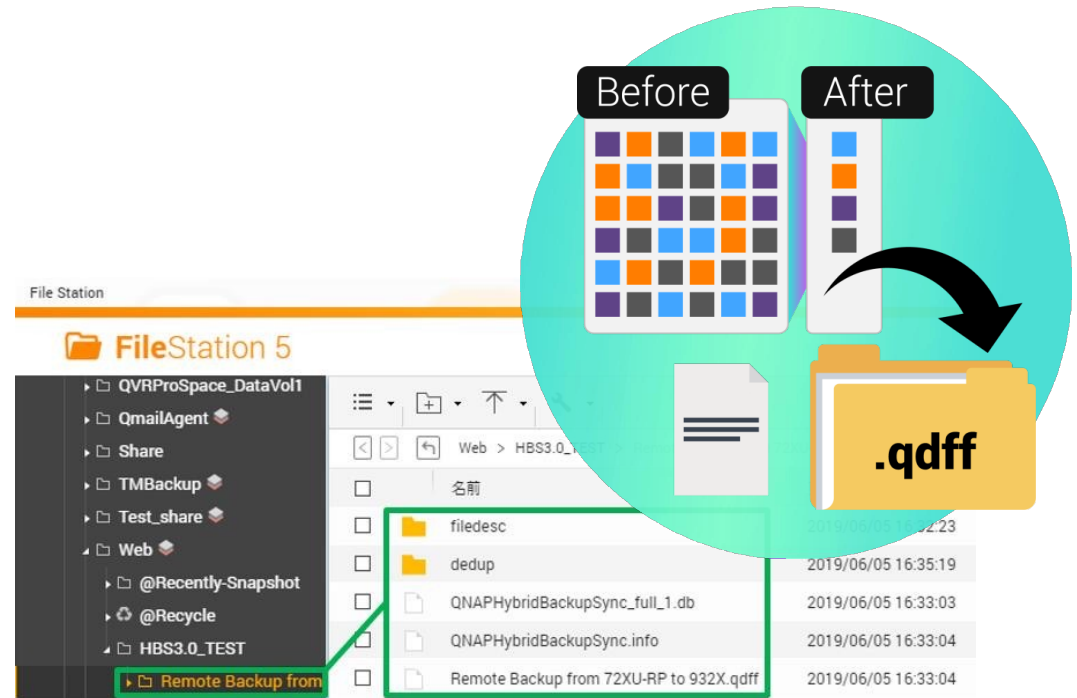 Before
After
File Station
FileStation 5
.qdff
QVRProSpace_DataVol1
QmailAgent
Share
TMBackup
Test_share
Web
@Recently-Snapshot
@Recycle
HBS3.0_TEST
Remote Backup from
Web > HBS3.0_TEST >
名前
filedesc 2019/06/05 16:32:23
dedup 2019/06/05 16:35:19
QNAPHybridBackupSync_full_1.db 2019/06/05 16:33:03
QNAPHybridBackupSync.info 2019/06/05 16:33:04
Remote Backup from 72XU-RP to 932X.qdff 2019/06/05 16:33:04